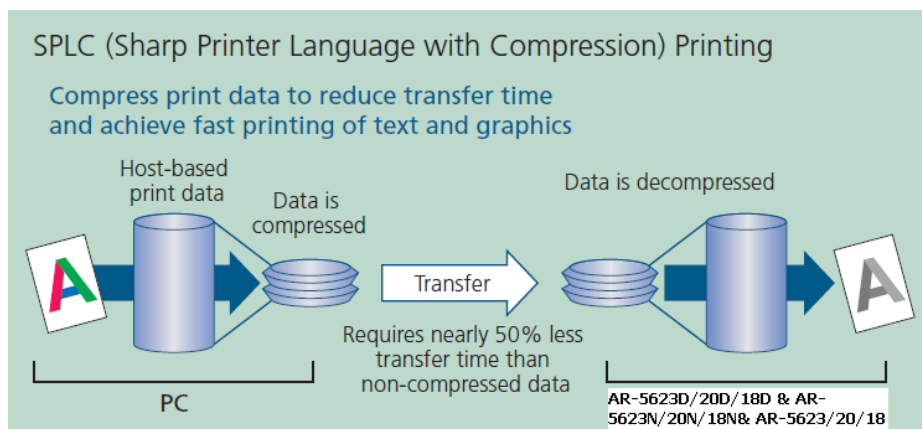 SPLC (Sharp Printer Language with Compression) Printing
Compress print data to reduce transfer time
and achieve fast printing of text and graphics
Host-based
print data
Data is
compressed
Data is decompressed
A
Transfer
A
Requires nearly 50% less
transfer time than
non-compressed data
PC
AR-5623D/20D/18D & AR-
5623N/20N/18N& AR-5623/20/18